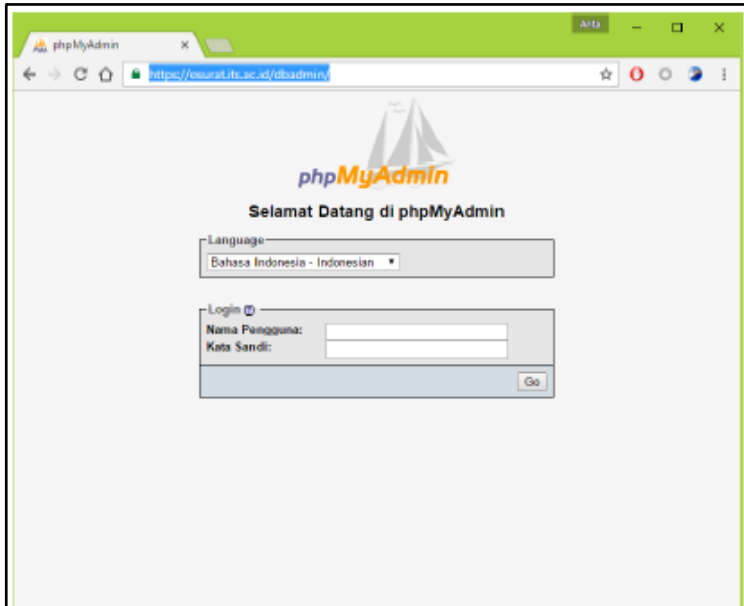 Arta
phpMyAdmin
https://esurat.its.ac.id/dbadmin/
phpMyAdmin
Selamat Datang di phpMyAdmin
Language
Bahasa Indonesia - Indonesian
Login
Nama Pengguna:
Kata Sandi:
Go